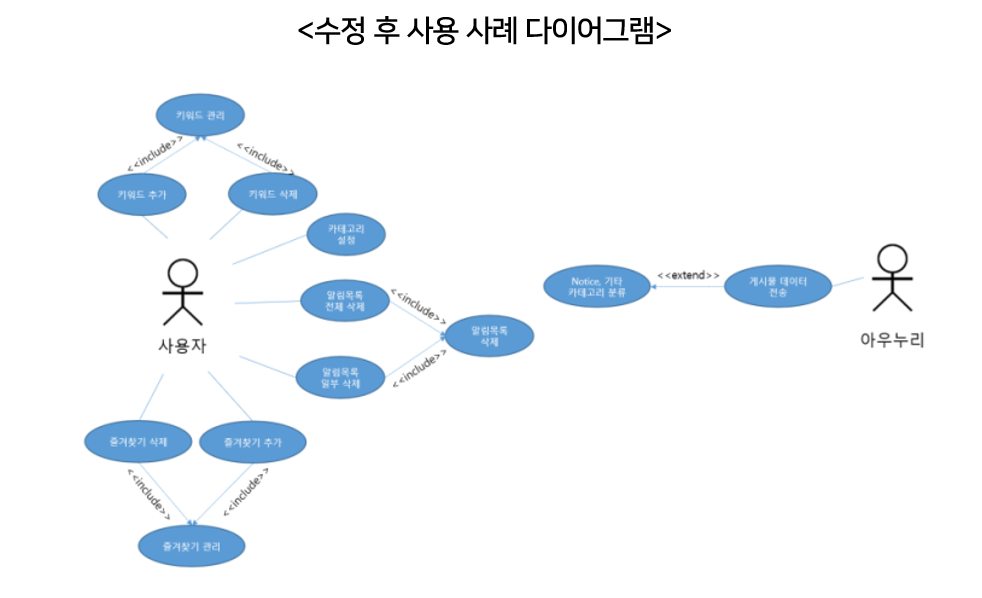 <수정 후 사용 사례 다이어그램>
키워드 관리
<<include>>
<<include>>
키워드 추가
키워드 삭제
카테고리
설정
사용자
알림목록
전체 삭제
<<include>>
알림목록
삭제
<<include>>
알림목록
일부 삭제
즐겨찾기 삭제
즐겨찾기 추가
<<include>>
<<include>>
즐겨찾기 관리
Notice, 기타
카테고리 분류
<<extend>>
게시물 데이터
전송
아우누리